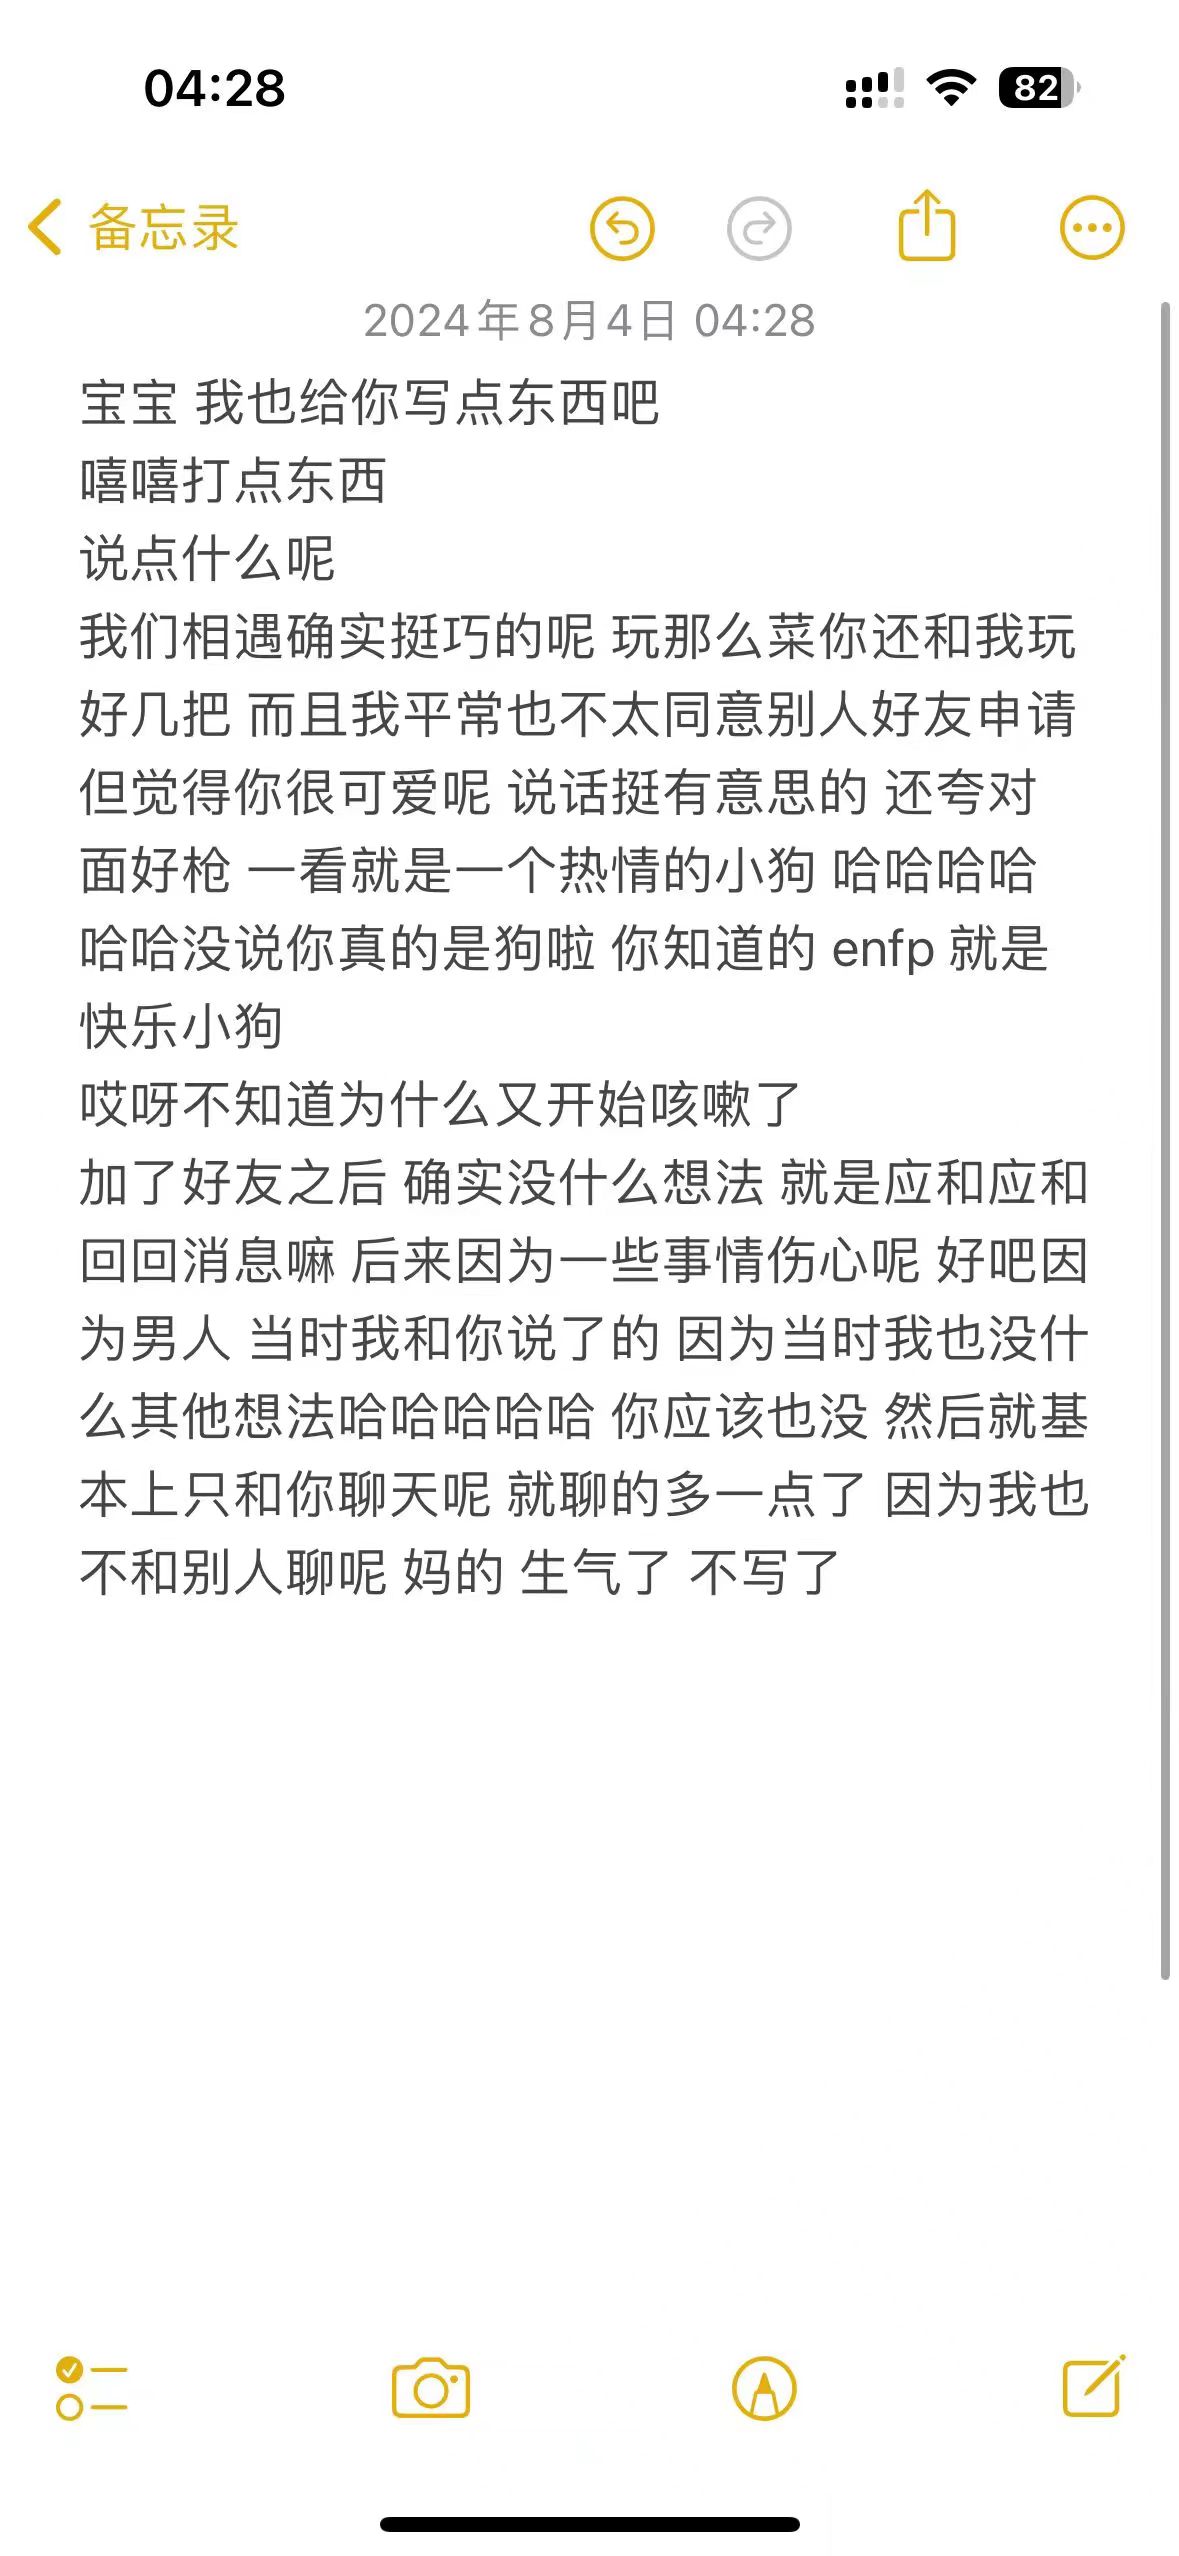 04:28
82
备忘录
2024年8月4日 04:28
宝宝 我也给你写点东西吧
嘻嘻打点东西
说点什么呢
我们相遇确实挺巧的呢 玩那么菜你还和我玩
好几把 而且我平常也不太同意别人好友申请
但觉得你很可爱呢 说话挺有意思的 还夸对
面好枪 一看就是一个热情的小狗 哈哈哈哈
哈哈没说你真的是狗啦 你知道的 enfp 就是
快乐小狗
哎呀不知道为什么又开始咳嗽了
加了好友之后 确实没什么想法 就是应和应和
回回消息嘛 后来因为一些事情伤心呢 好吧因
为男人 当时我和你说了的 因为当时我也没什
么其他想法哈哈哈哈哈 你应该也没 然后就基
本上只和你聊天呢 就聊的多一点了 因为我也
不和别人聊呢 妈的 生气了 不写了